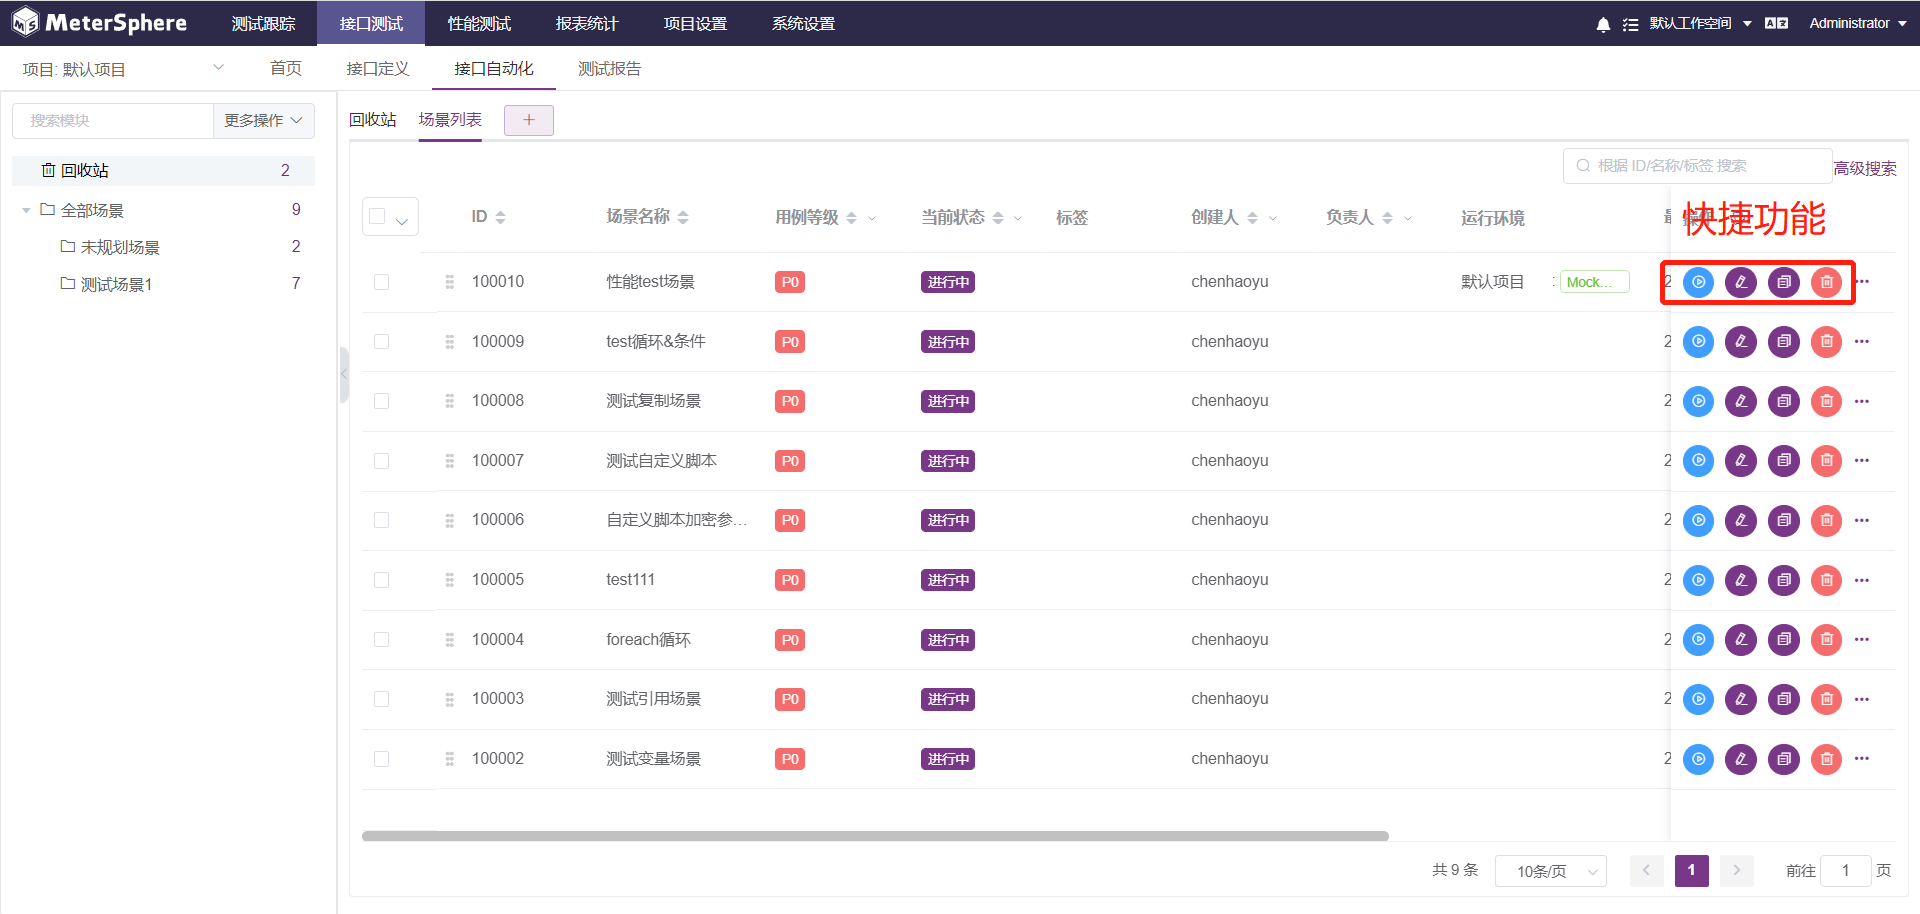 MeterSphere 测试跟踪 接口测试 性能测试 报表统计 项目设置 系统设置 默认工作空间 Administrator
项目: 默认项目 首页 接口定义 接口自动化 测试报告
搜索模块 更多操作
回收站 2
全部场景 9
未规划场景 2
测试场景1 7
回收站 场景列表 +
根据 ID/名称/标签 搜索 高级搜索
ID 场景名称 用例等级 当前状态 标签 创建人 负责人 运行环境
快捷功能
100010 性能test场景 P0 进行中 chenhaoyu 默认项目 : Mock... 2
100009 test循环&条件 P0 进行中 chenhaoyu 2
100008 测试复制场景 P0 进行中 chenhaoyu 2
100007 测试自定义脚本 P0 进行中 chenhaoyu 2
100006 自定义脚本加密参... P0 进行中 chenhaoyu 2
100005 test111 P0 进行中 chenhaoyu 2
100004 foreach循环 P0 进行中 chenhaoyu 2
100003 测试引用场景 P0 进行中 chenhaoyu 2
100002 测试变量场景 P0 进行中 chenhaoyu 2
共 9 条 10条/页 1 前往 1 页